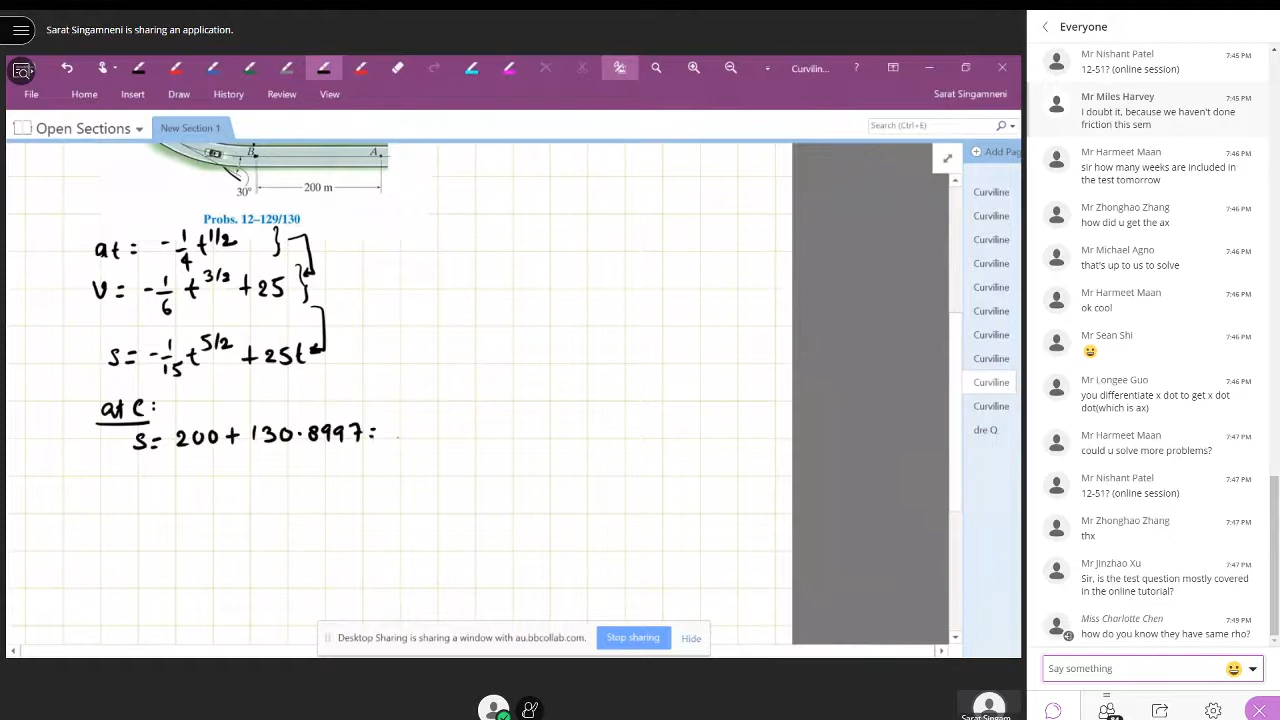 Sarat Singamneni is sharing an application.
Everyone
Curvilin...
?
File
Home
Insert
Draw
History
Review
View
Sarat Singamneni
Open Sections
New Section 1
Search (Ctrl+E)
Add Pag
B
A
200 m
30°
Probs. 12–129/130
at = -1/4 t^1/2
v = -1/6 t^3/2 + 25
s = -1/15 t^5/2 + 25t
at C:
s = 200 + 130.8997 =
Curviline
Curviline
Curviline
Curviline
Curviline
Curviline
Curviline
Curviline
Curviline
Curviline
dre Q
Desktop Sharing is sharing a window with au.bbcollab.com.
Stop sharing
Hide
Sarat Singam
Mr Nishant Patel 7:45 PM
12-51? (online session)
Mr Miles Harvey 7:45 PM
I doubt it, because we haven't done
friction this sem
Mr Harmeet Maan 7:46 PM
sir how many weeks are included in
the test tomorrow
Mr Zhonghao Zhang 7:46 PM
how did u get the ax
Mr Michael Agno 7:46 PM
that's up to us to solve
Mr Harmeet Maan 7:46 PM
ok cool
Mr Sean Shi 7:46 PM
Mr Longee Guo 7:46 PM
you differentiate x dot to get x dot
dot(which is ax)
Mr Harmeet Maan 7:47 PM
could u solve more problems?
Mr Nishant Patel 7:47 PM
12-51? (online session)
Mr Zhonghao Zhang 7:47 PM
thx
Mr Jinzhao Xu 7:47 PM
Sir, is the test question mostly covered
in the online tutorial?
Miss Charlotte Chen 7:49 PM
how do you know they have same rho?
Say something